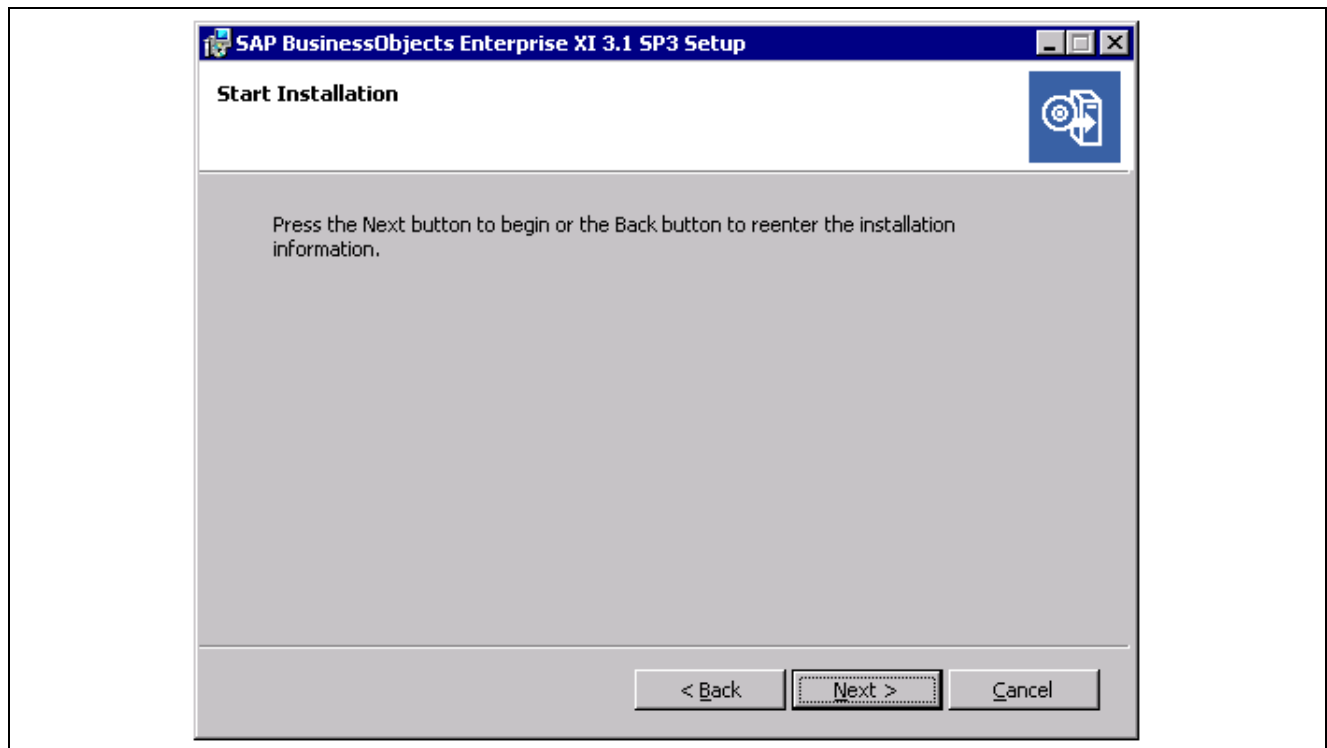 SAP BusinessObjects Enterprise XI 3.1 SP3 Setup
Start Installation
Press the Next button to begin or the Back button to reenter the installation
information.
< Back
Next >
Cancel